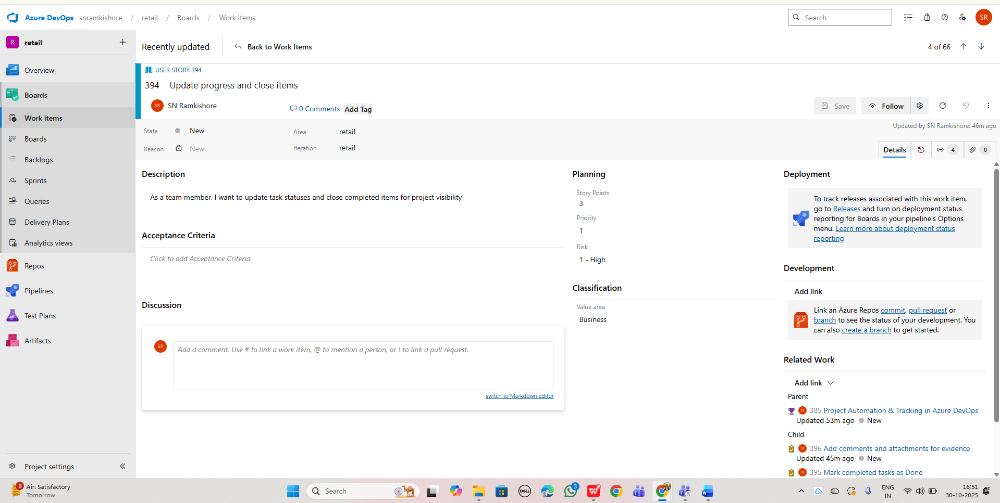 Azure DevOps snramkishore / retail / Boards / Work items
Search
SR
R retail
Recently updated
Back to Work Items
4 of 66
Overview
Boards
Work items
Boards
Backlogs
Sprints
Queries
Delivery Plans
Analytics views
Repos
Pipelines
Test Plans
Artifacts
Project settings
USER STORY 394
394 Update progress and close items
SR SN Ramkishore
0 Comments
Add Tag
Save
Follow
State New
Area retail
Updated by SN Ramkishore: 46m ago
Reason New
Iteration retail
Details
4
0
Description
As a team member, I want to update task statuses and close completed items for project visibility
Acceptance Criteria
Click to add Acceptance Criteria.
Discussion
SR
Add a comment. Use # to link a work item, @ to mention a person, or ! to link a pull request.
switch to Markdown editor
Planning
Story Points
3
Priority
1
Risk
1 - High
Classification
Value area
Business
Deployment
To track releases associated with this work item,
go to Releases and turn on deployment status
reporting for Boards in your pipeline's Options
menu. Learn more about deployment status
reporting
Development
Add link
Link an Azure Repos commit, pull request or
branch to see the status of your development. You
can also create a branch to get started.
Related Work
Add link
Parent
385 Project Automation & Tracking in Azure DevOps
Updated 53m ago New
Child
396 Add comments and attachments for evidence
Updated 45m ago New
395 Mark completed tasks as Done
9
Air: Satisfactory
Tomorrow
Search
DELL
3
W
T
T
W
ENG
IN
16:51
30-10-2025